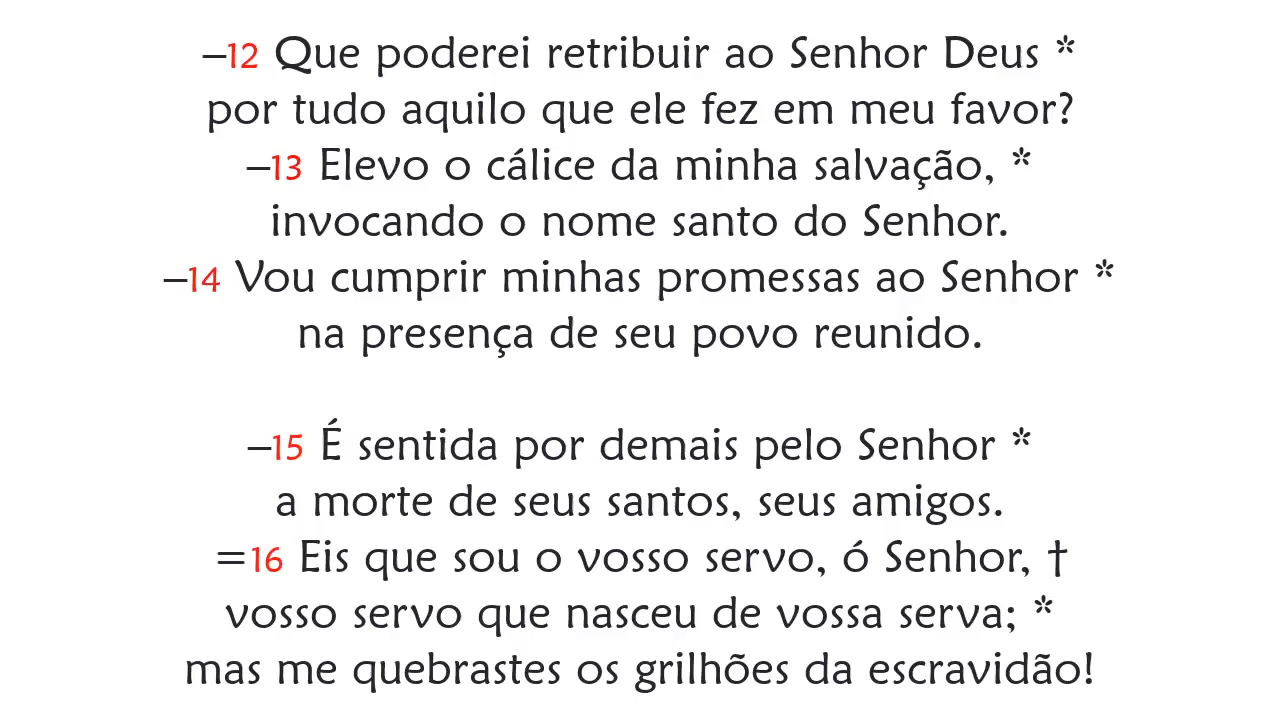 –12 Que poderei retribuir ao Senhor Deus *
por tudo aquilo que ele fez em meu favor?
–13 Elevo o cálice da minha salvação, *
invocando o nome santo do Senhor.
–14 Vou cumprir minhas promessas ao Senhor *
na presença de seu povo reunido.
–15 É sentida por demais pelo Senhor *
a morte de seus santos, seus amigos.
=16 Eis que sou o vosso servo, ó Senhor, †
vosso servo que nasceu de vossa serva; *
mas me quebrastes os grilhões da escravidão!